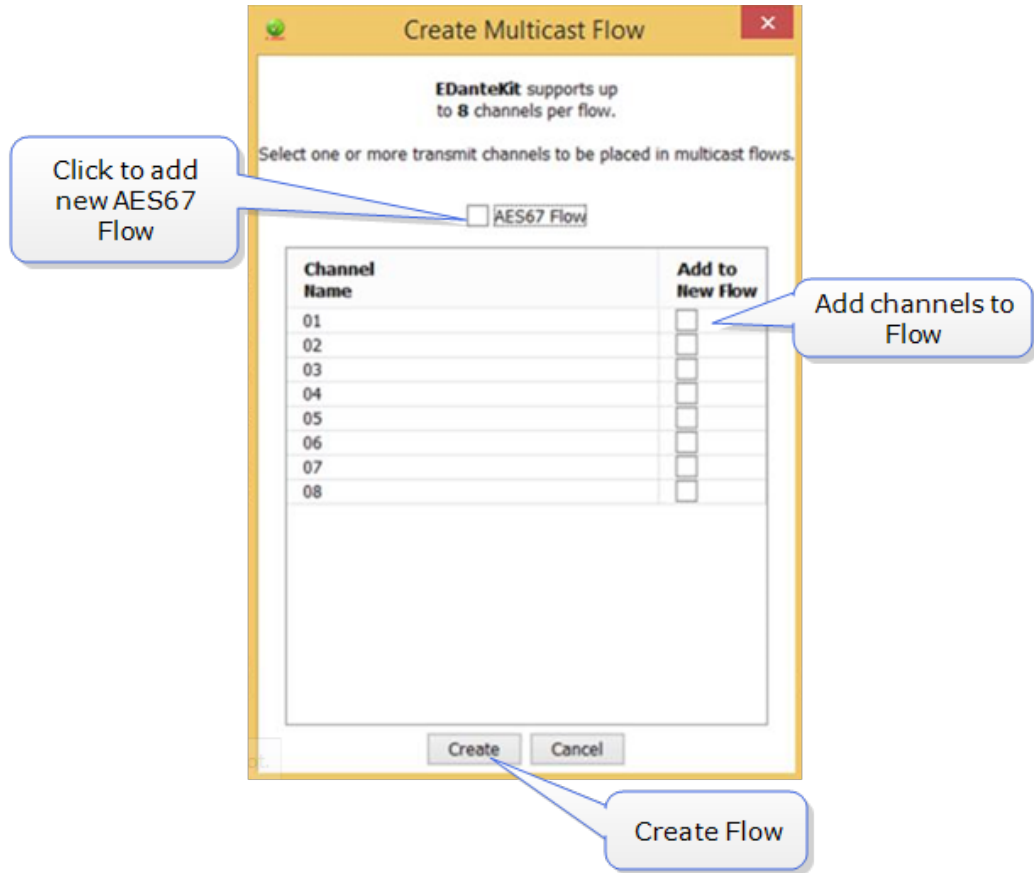 Create Multicast Flow
EDanteKit supports up
to 8 channels per flow.
Select one or more transmit channels to be placed in multicast flows.
Click to add
new AES67
Flow
AES67 Flow
Channel
Name
Add to
New Flow
Add channels to
Flow
01
02
03
04
05
06
07
08
Create
Cancel
ot.
Create Flow